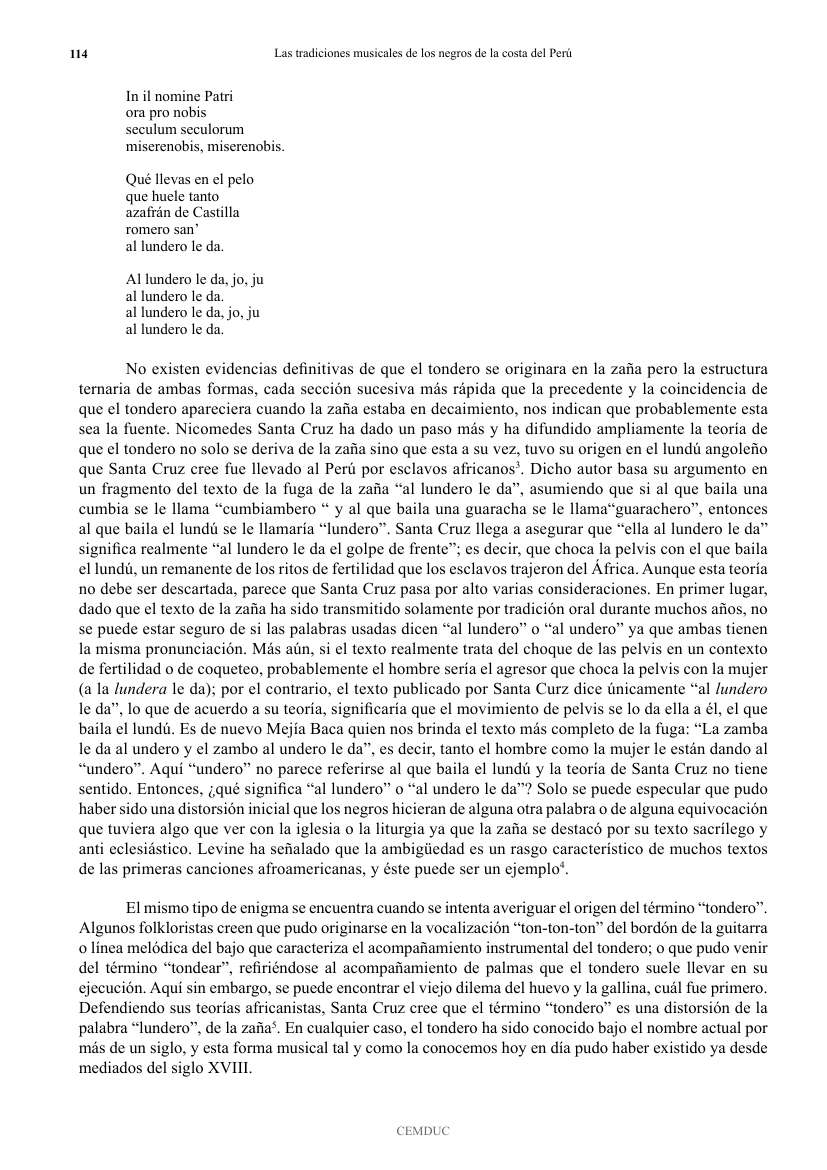 114
Las tradiciones musicales de los negros de la costa del Perú
In il nomine Patri
ora pro nobis
seculum seculorum
miserenobis, miserenobis.
Qué llevas en el pelo
que huele tanto
azafrán de Castilla
romero san’
al lundero le da.
Al lundero le da, jo, ju
al lundero le da.
al lundero le da, jo, ju
al lundero le da.
No existen evidencias definitivas de que el tondero se originara en la zaña pero la estructura
ternaria de ambas formas, cada sección sucesiva más rápida que la precedente y la coincidencia de
que el tondero apareciera cuando la zaña estaba en decaimiento, nos indican que probablemente esta
sea la fuente. Nicomedes Santa Cruz ha dado un paso más y ha difundido ampliamente la teoría de
que el tondero no solo se deriva de la zaña sino que esta a su vez, tuvo su origen en el lundú angoleño
que Santa Cruz cree fue llevado al Perú por esclavos africanos³. Dicho autor basa su argumento en
un fragmento del texto de la fuga de la zaña “al lundero le da”, asumiendo que si al que baila una
cumbia se le llama “cumbiambero “ y al que baila una guaracha se le llama“guarachero”, entonces
al que baila el lundú se le llamaría “lundero”. Santa Cruz llega a asegurar que “ella al lundero le da”
significa realmente “al lundero le da el golpe de frente”; es decir, que choca la pelvis con el que baila
el lundú, un remanente de los ritos de fertilidad que los esclavos trajeron del África. Aunque esta teoría
no debe ser descartada, parece que Santa Cruz pasa por alto varias consideraciones. En primer lugar,
dado que el texto de la zaña ha sido transmitido solamente por tradición oral durante muchos años, no
se puede estar seguro de si las palabras usadas dicen “al lundero” o “al undero” ya que ambas tienen
la misma pronunciación. Más aún, si el texto realmente trata del choque de las pelvis en un contexto
de fertilidad o de coqueteo, probablemente el hombre sería el agresor que choca la pelvis con la mujer
(a la lundera le da); por el contrario, el texto publicado por Santa Curz dice únicamente “al lundero
le da”, lo que de acuerdo a su teoría, significaría que el movimiento de pelvis se lo da ella a él, el que
baila el lundú. Es de nuevo Mejía Baca quien nos brinda el texto más completo de la fuga: “La zamba
le da al undero y el zambo al undero le da”, es decir, tanto el hombre como la mujer le están dando al
“undero”. Aquí “undero” no parece referirse al que baila el lundú y la teoría de Santa Cruz no tiene
sentido. Entonces, ¿qué significa “al lundero” o “al undero le da”? Solo se puede especular que pudo
haber sido una distorsión inicial que los negros hicieran de alguna otra palabra o de alguna equivocación
que tuviera algo que ver con la iglesia o la liturgia ya que la zaña se destacó por su texto sacrílego y
anti eclesiástico. Levine ha señalado que la ambigüedad es un rasgo característico de muchos textos
de las primeras canciones afroamericanas, y éste puede ser un ejemplo⁴.
El mismo tipo de enigma se encuentra cuando se intenta averiguar el origen del término “tondero”.
Algunos folkloristas creen que pudo originarse en la vocalización “ton-ton-ton” del bordón de la guitarra
o línea melódica del bajo que caracteriza el acompañamiento instrumental del tondero; o que pudo venir
del término “tondear”, refiriéndose al acompañamiento de palmas que el tondero suele llevar en su
ejecución. Aquí sin embargo, se puede encontrar el viejo dilema del huevo y la gallina, cuál fue primero.
Defendiendo sus teorías africanistas, Santa Cruz cree que el término “tondero” es una distorsión de la
palabra “lundero”, de la zaña⁵. En cualquier caso, el tondero ha sido conocido bajo el nombre actual por
más de un siglo, y esta forma musical tal y como la conocemos hoy en día pudo haber existido ya desde
mediados del siglo XVIII.
CEMDUC